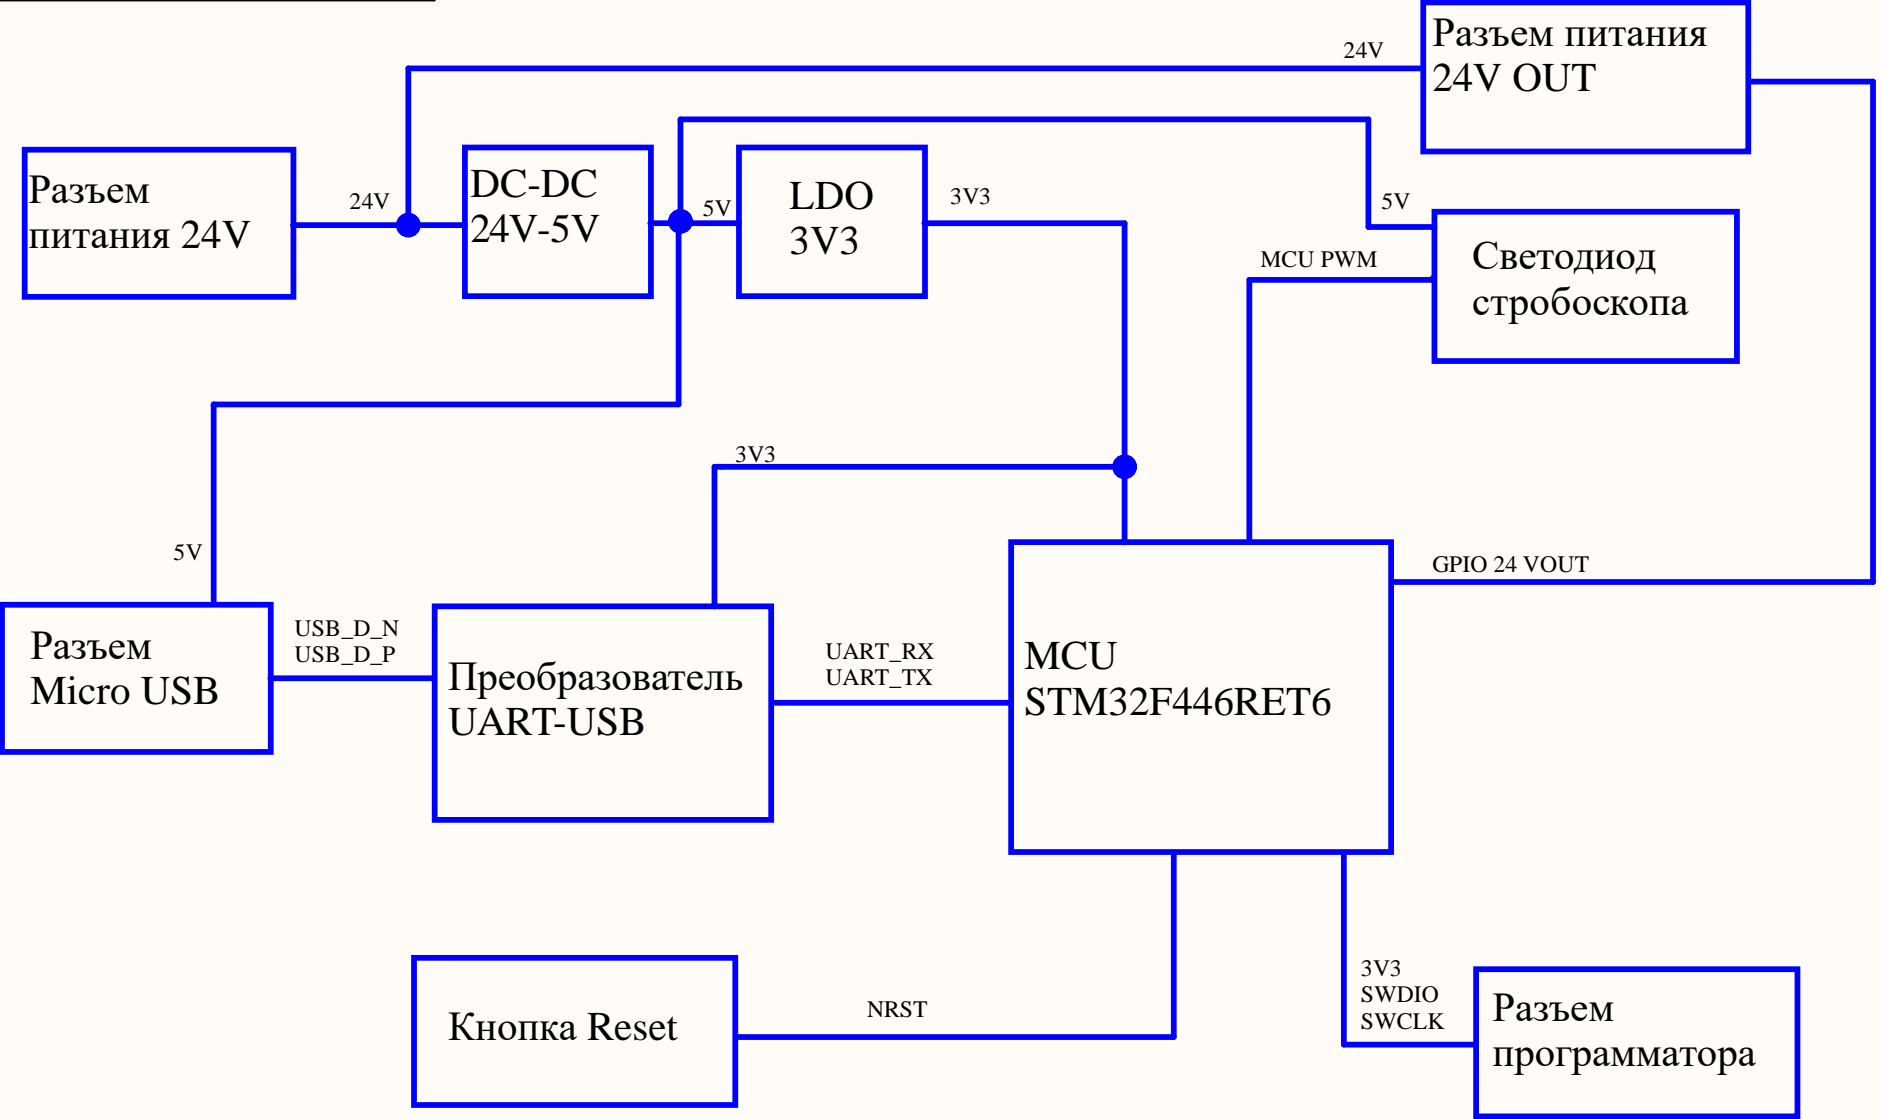 24V
Разъем питания
24V OUT
Разъем
питания 24V
24V
DC-DC
24V-5V
5V
LDO
3V3
3V3
5V
MCU PWM
Светодиод
стробоскопа
3V3
5V
GPIO 24 VOUT
Разъем
Micro USB
USB_D_N
USB_D_P
Преобразователь
UART-USB
UART_RX
UART_TX
MCU
STM32F446RET6
Кнопка Reset
NRST
3V3
SWDIO
SWCLK
Разъем
программатора